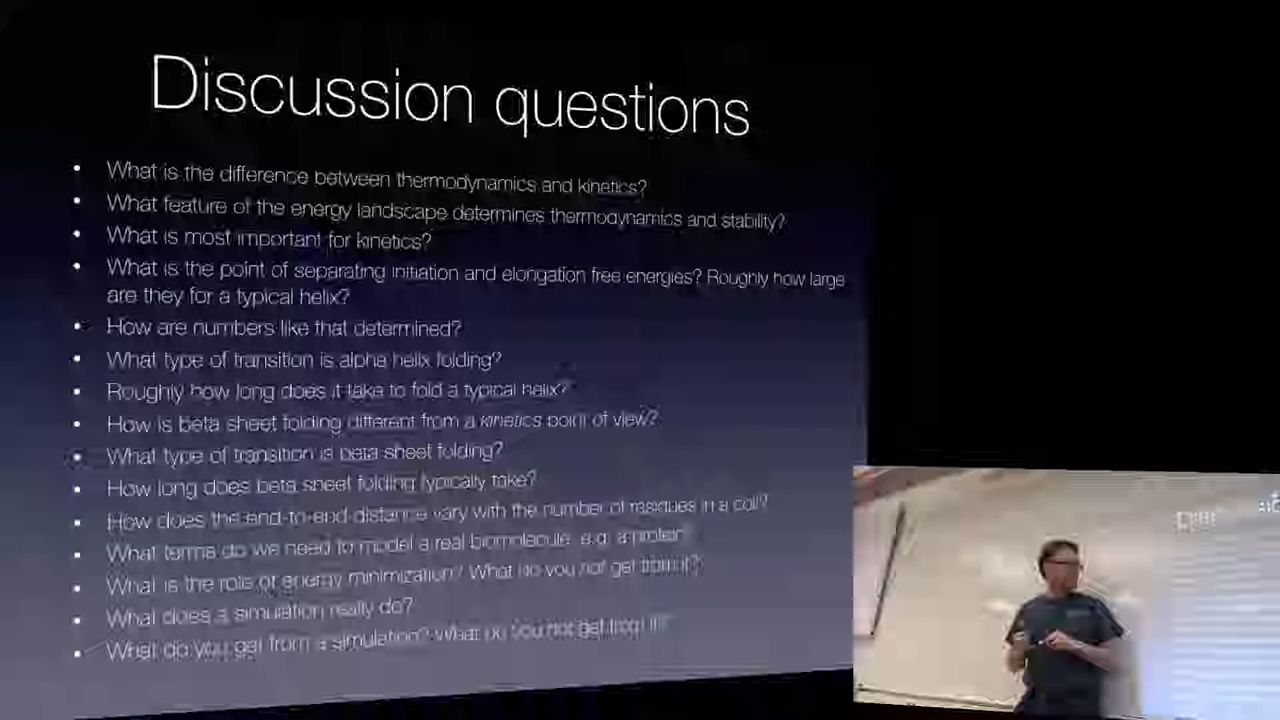 Discussion questions
• What is the difference between thermodynamics and kinetics?
• What feature of the energy landscape determines thermodynamics and stability?
• What is most important for kinetics?
• What is the point of separating initiation and elongation free energies? Roughly how large
are they for a typical helix?
• How are numbers like that determined?
• What type of transition is alpha helix folding?
• Roughly how long does it take to fold a typical helix?
• How is beta sheet folding different from a kinetics point of view?
• What type of transition is beta sheet folding?
• How long does beta sheet folding typically take?
• How does the end-to-end-distance vary with the number of residues in a coil?
• What terms do we need to model a real biomolecule, e.g. a protein?
• What is the role of energy minimization? What do you not get from it?
• What does a simulation really do?
• What do you get from a simulation? What do you not get from it?